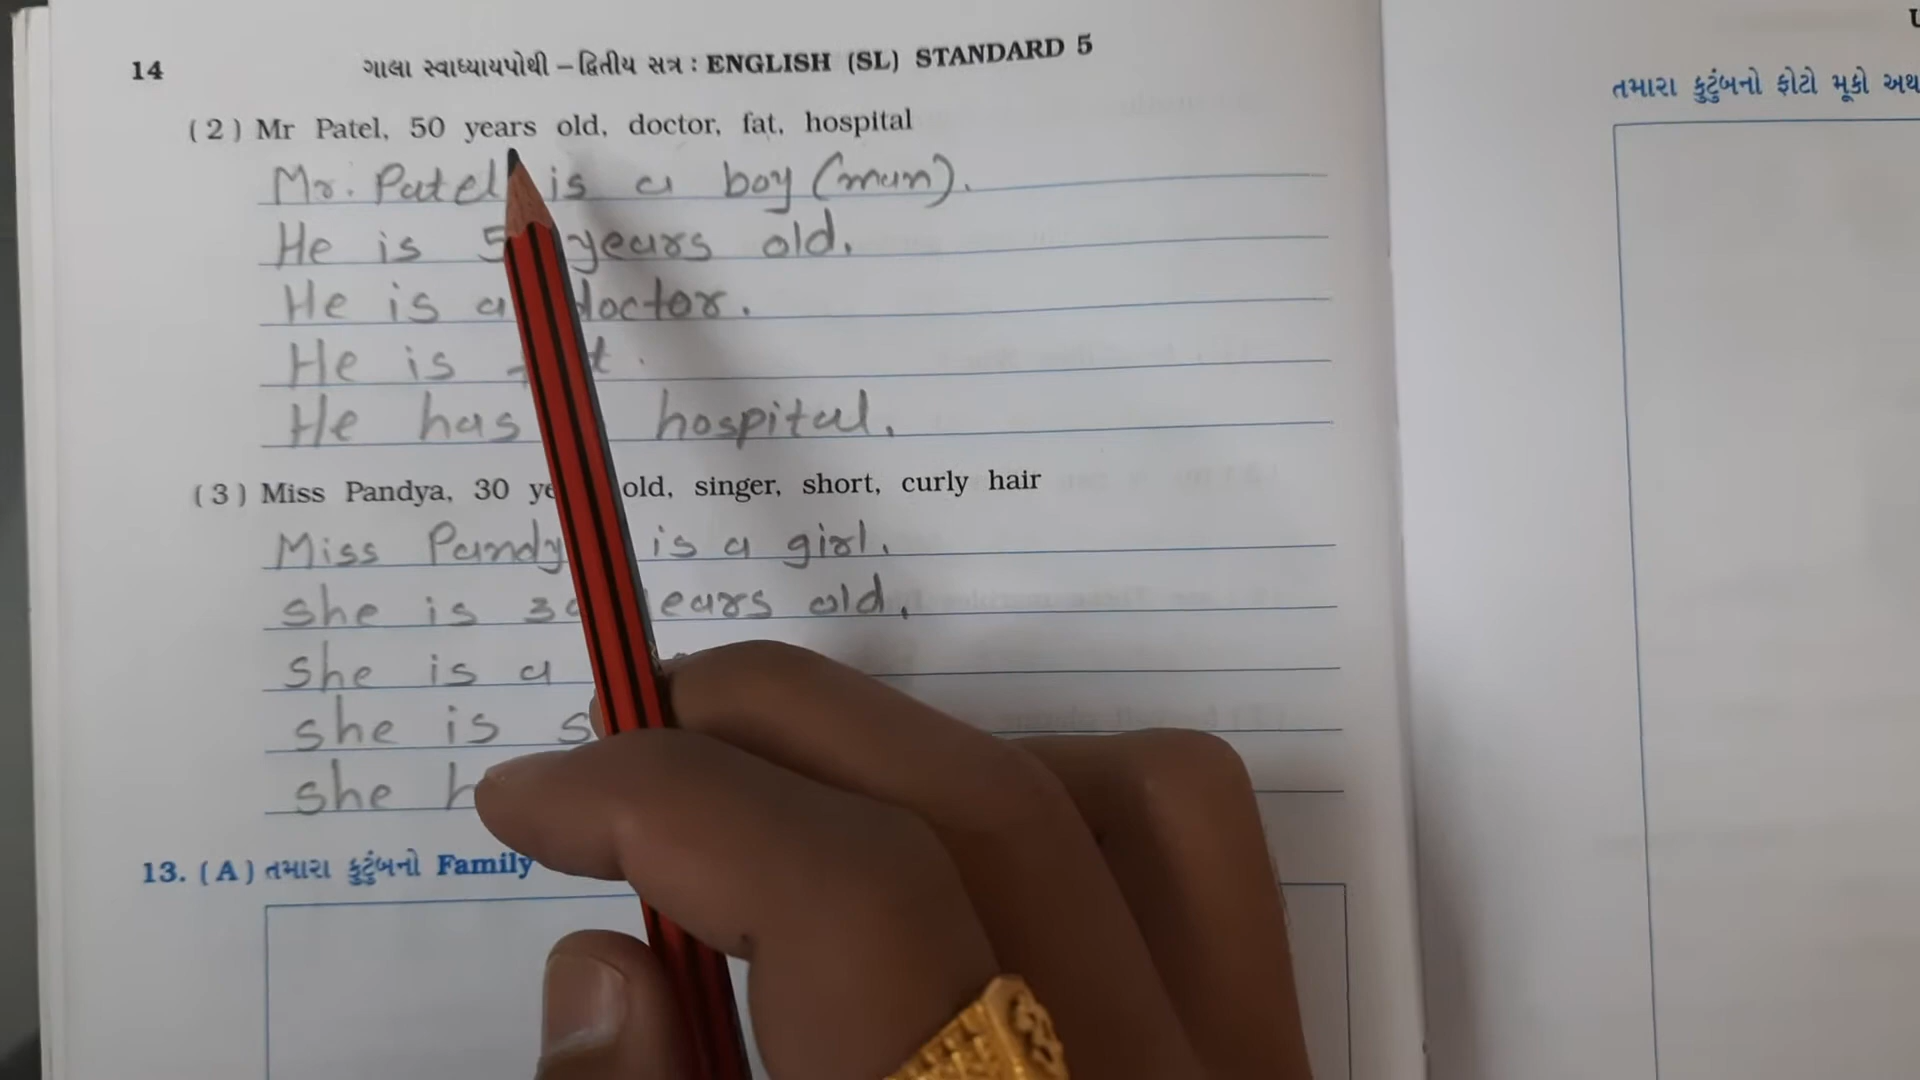 14 ગાલા સ્વાધ્યાયપોથી – દ્વિતીય સત્ર : ENGLISH (SL) STANDARD 5
(2) Mr Patel, 50 years old, doctor, fat, hospital
Mr. Patel is a boy (man).
He is years old.
He is a doctor.
He is
He has hospital.
(3) Miss Pandya, 30 old, singer, short, curly hair
Miss is a girl.
She is years old.
She is a
She is
She
13. (A) તમારા કુટુંબનો Family
તમારા કુટુંબનો ફોટો મૂકો